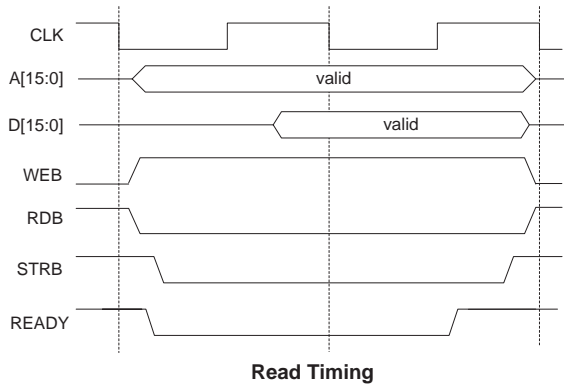 CLK
A[15:0] valid
D[15:0] valid
WEB
RDB
STRB
READY
Read Timing